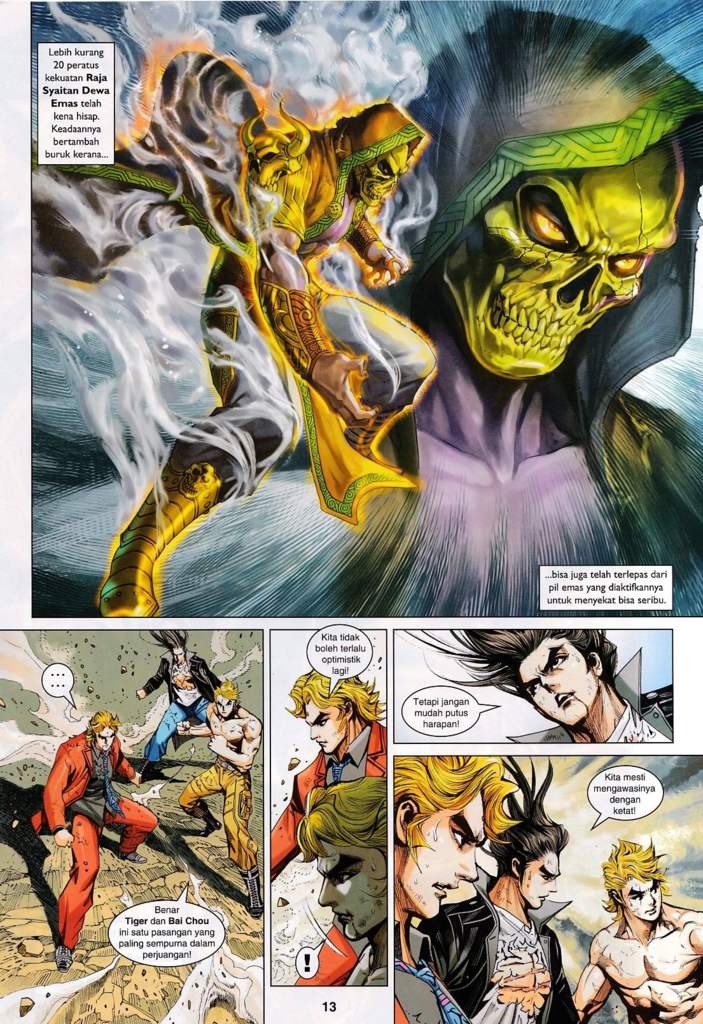 Lebih kurang
20 peratus
kekuatan Raja
Syaitan Dewa
Emas telah
kena hisap.
Keadaannya
bertambah
buruk kerana...
...bisa juga telah terlepas dari
pil emas yang diaktifkannya
untuk menyekat bisa seribu.
...
...
Benar
Tiger dan Bai Chou
ini satu pasangan yang
paling sempurna dalam
perjuangan!
Kita tidak
boleh terlalu
optimistik
lagi!
!
Tetapi jangan
mudah putus
harapan!
Kita mesti
mengawasinya
dengan
ketat!
13